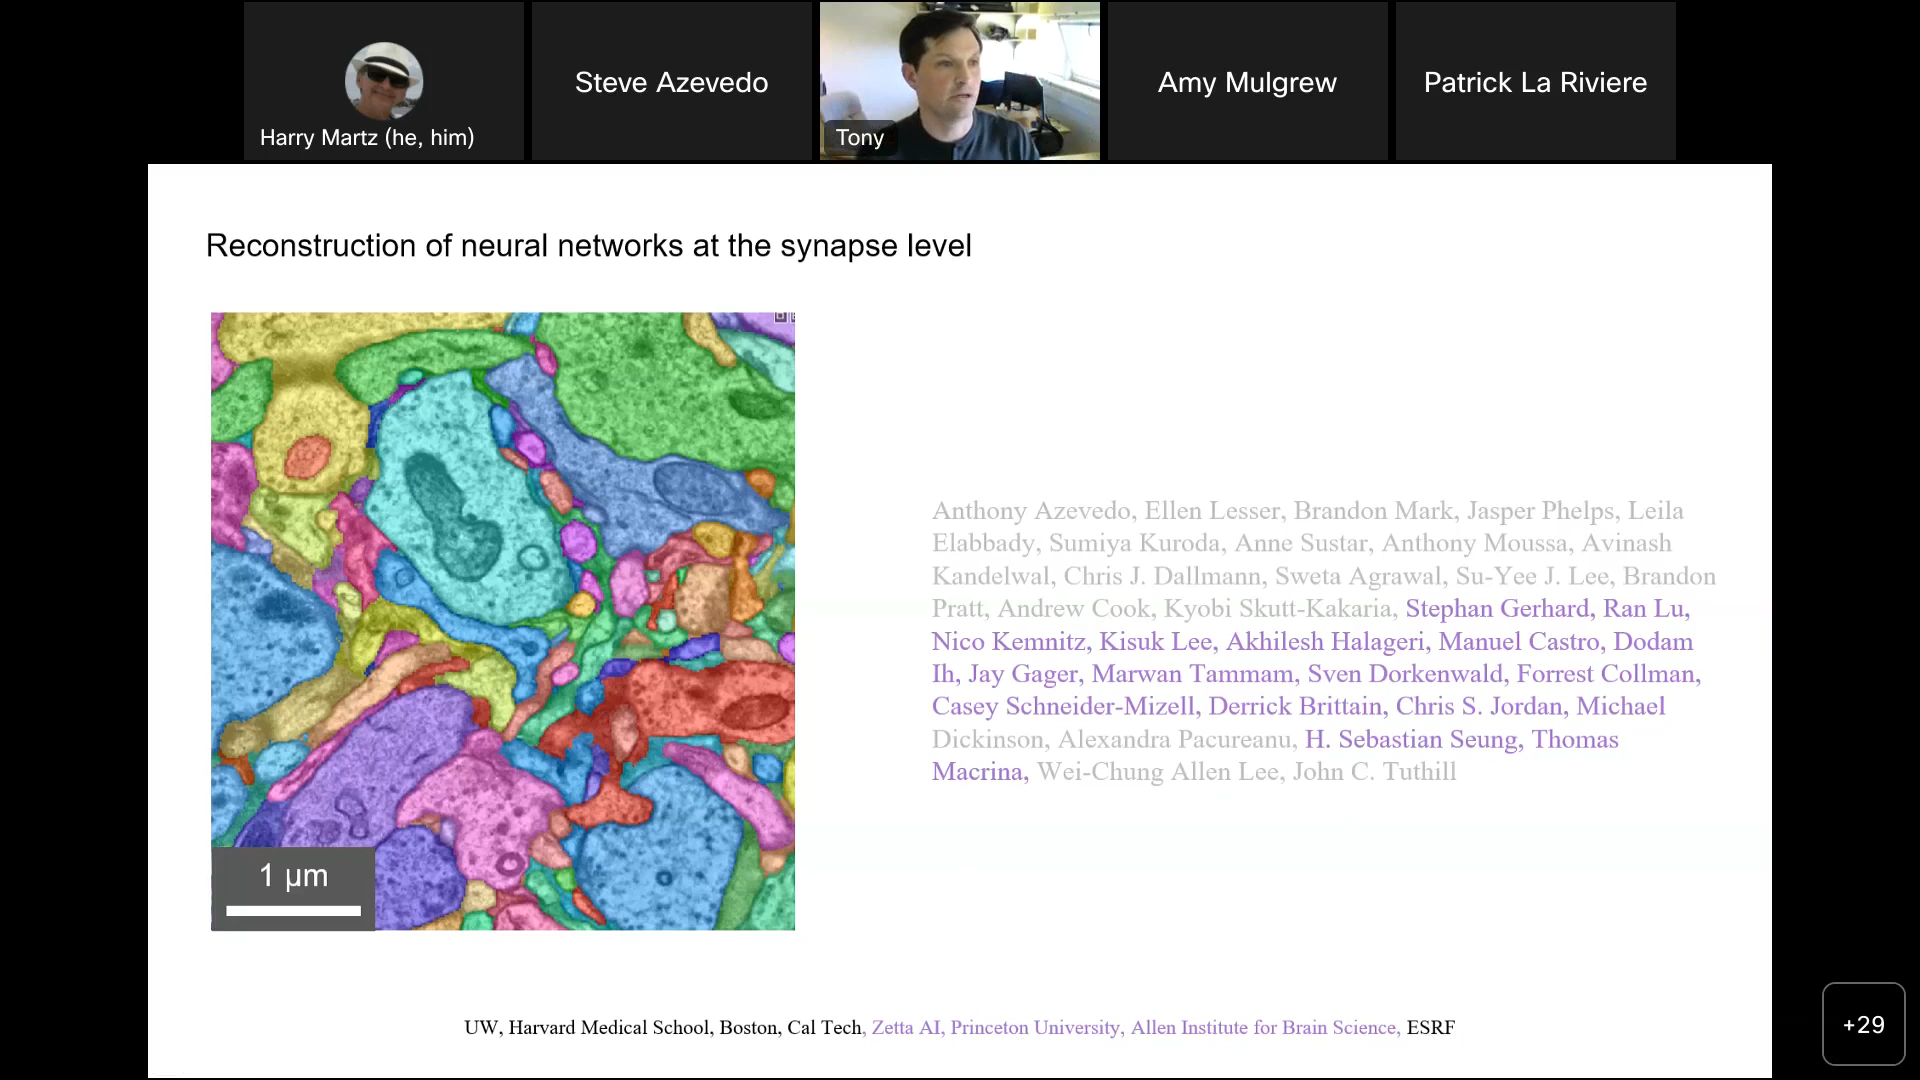 Harry Martz (he, him)
Steve Azevedo
Tony
Amy Mulgrew
Patrick La Riviere
Reconstruction of neural networks at the synapse level
Anthony Azevedo, Ellen Lesser, Brandon Mark, Jasper Phelps, Leila
Elabbady, Sumiya Kuroda, Anne Sustar, Anthony Moussa, Avinash
Kandelwal, Chris J. Dallmann, Sweta Agrawal, Su-Yee J. Lee, Brandon
Pratt, Andrew Cook, Kyobi Skutt-Kakaria, Stephan Gerhard, Ran Lu,
Nico Kemnitz, Kisuk Lee, Akhilesh Halageri, Manuel Castro, Dodam
Ih, Jay Gager, Marwan Tammam, Sven Dorkenwald, Forrest Collman,
Casey Schneider-Mizell, Derrick Brittain, Chris S. Jordan, Michael
Dickinson, Alexandra Pacureanu, H. Sebastian Seung, Thomas
Macrina, Wei-Chung Allen Lee, John C. Tuthill
1 μm
UW, Harvard Medical School, Boston, Cal Tech, Zetta AI, Princeton University, Allen Institute for Brain Science, ESRF
+29